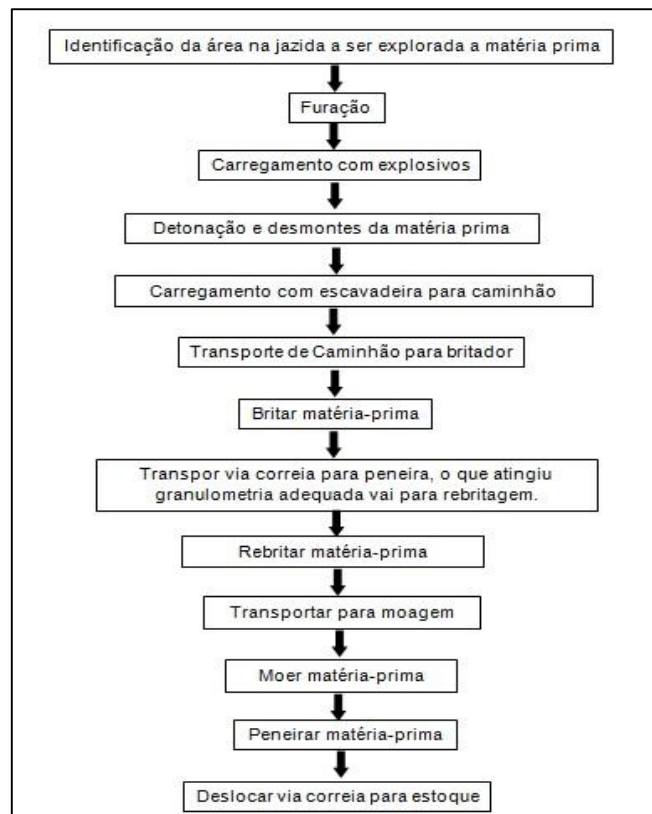 Identificação da área na jazida a ser explorada a matéria prima
Furação
Carregamento com explosivos
Detonação e desmontes da matéria prima
Carregamento com escavadeira para caminhão
Transporte de Caminhão para britador
Britar matéria-prima
Transpor via correia para peneira, o que atingiu
granulometria adequada vai para rebritagem.
Rebritar matéria-prima
Transportar para moagem
Moer matéria-prima
Peneirar matéria-prima
Deslocar via correia para estoque